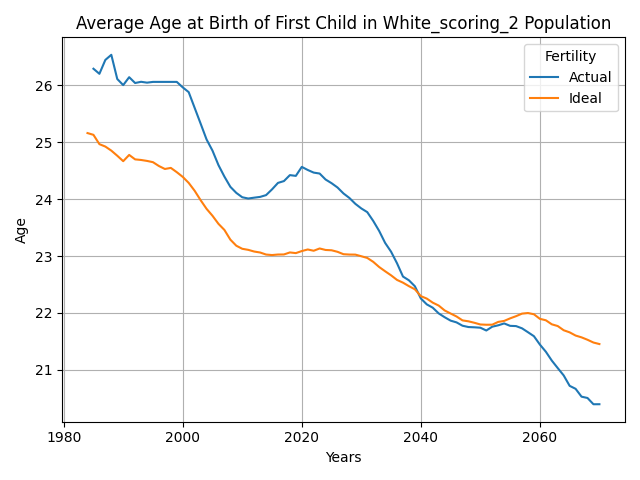 Average Age at Birth of First Child in White_scoring_2 Population
Fertility
Actual
Ideal
Age
26
25
24
23
22
21
1980
2000
2020
2040
2060
Years